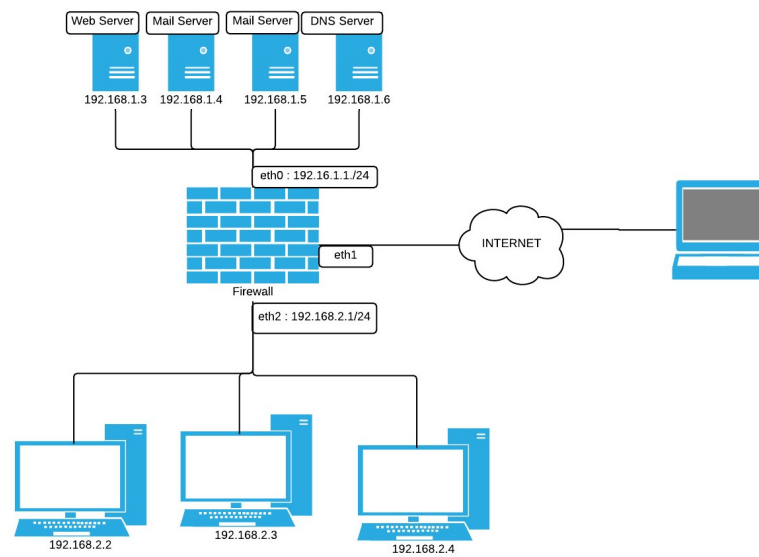 Web Server
Mail Server
Mail Server
DNS Server
192.168.1.3
192.168.1.4
192.168.1.5
192.168.1.6
eth0 : 192.16.1.1./24
INTERNET
eth1
Firewall
eth2 : 192.168.2.1/24
192.168.2.2
192.168.2.3
192.168.2.4